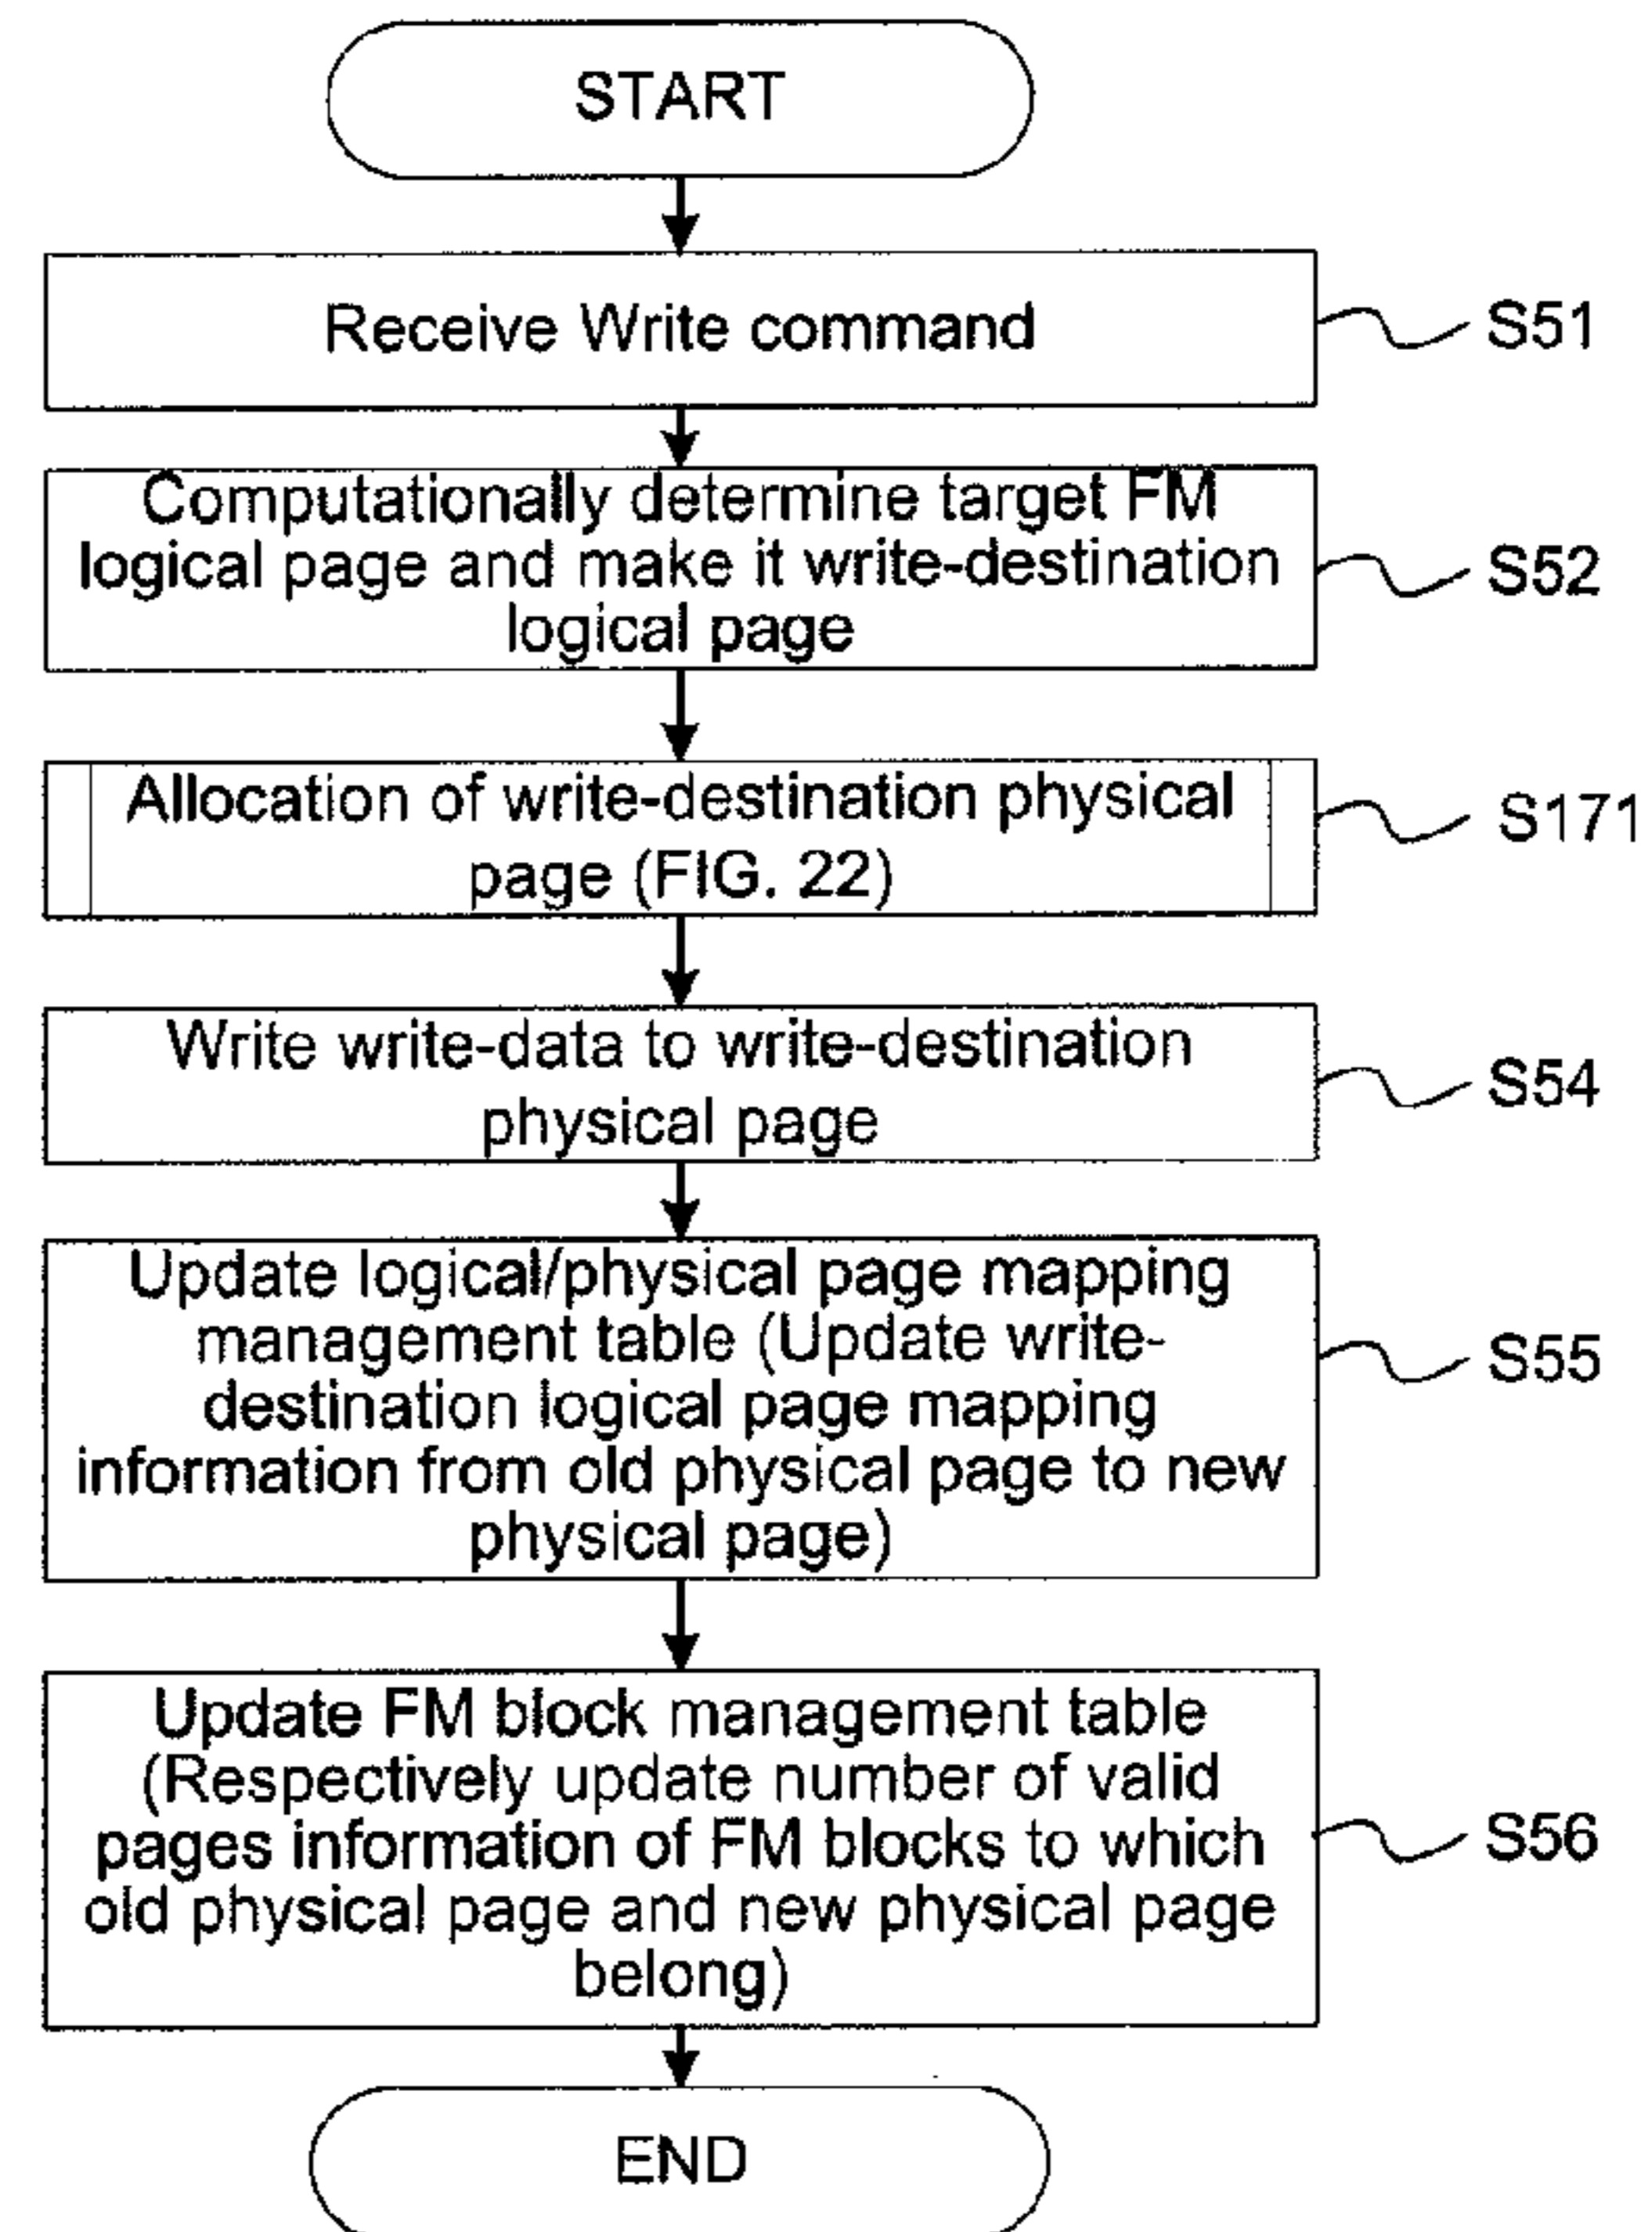 START
Receive Write command
S51
Computationally determine target FM
logical page and make it write-destination
logical page
S52
Allocation of write-destination physical
page (FIG. 22)
S171
Write write-data to write-destination
physical page
S54
Update logical/physical page mapping
management table (Update write-
destination logical page mapping
information from old physical page to new
physical page)
S55
Update FM block management table
(Respectively update number of valid
pages information of FM blocks to which
old physical page and new physical page
belong)
S56
END